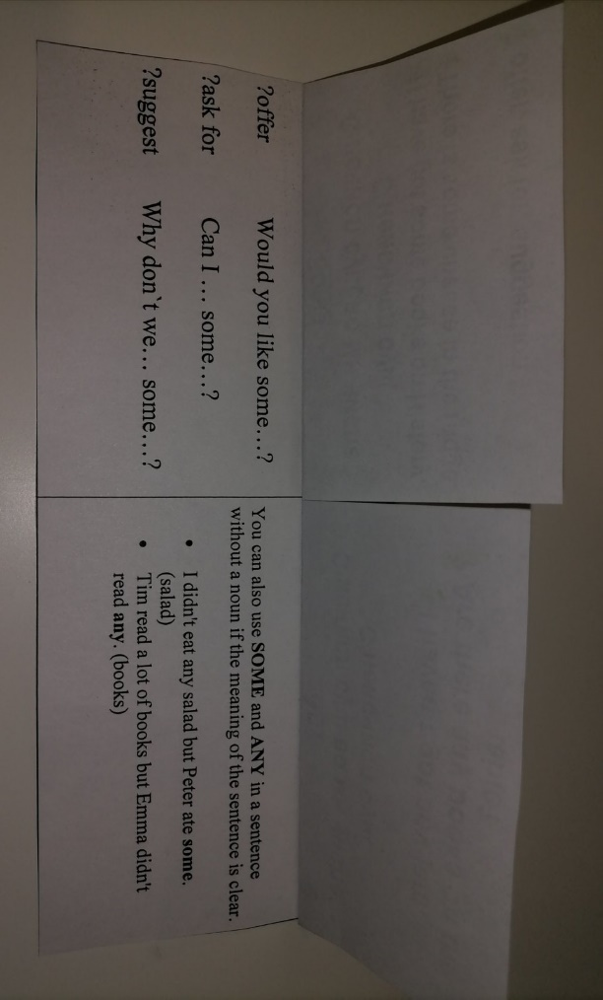 ?offer Would you like some…?
?ask for Can I … some…?
?suggest Why don`t we… some…?
You can also use SOME and ANY in a sentence
without a noun if the meaning of the sentence is clear.
• I didn't eat any salad but Peter ate some.
(salad)
• Tim read a lot of books but Emma didn't
read any. (books)